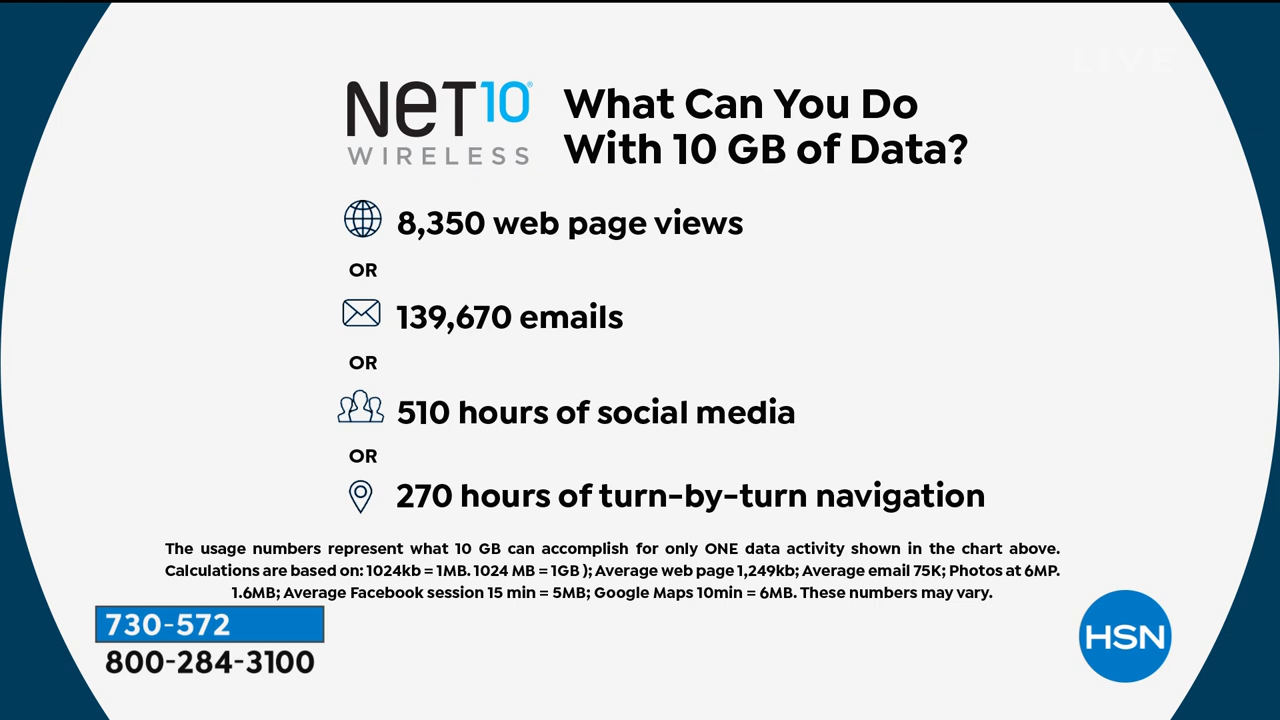 LIVE
NET10®
WIRELESS
What Can You Do
With 10 GB of Data?
8,350 web page views
OR
139,670 emails
OR
510 hours of social media
OR
270 hours of turn-by-turn navigation
The usage numbers represent what 10 GB can accomplish for only ONE data activity shown in the chart above.
Calculations are based on: 1024kb = 1MB. 1024 MB = 1GB ); Average web page 1,249kb; Average email 75K; Photos at 6MP.
1.6MB; Average Facebook session 15 min = 5MB; Google Maps 10min = 6MB. These numbers may vary.
730-572
800-284-3100
HSN